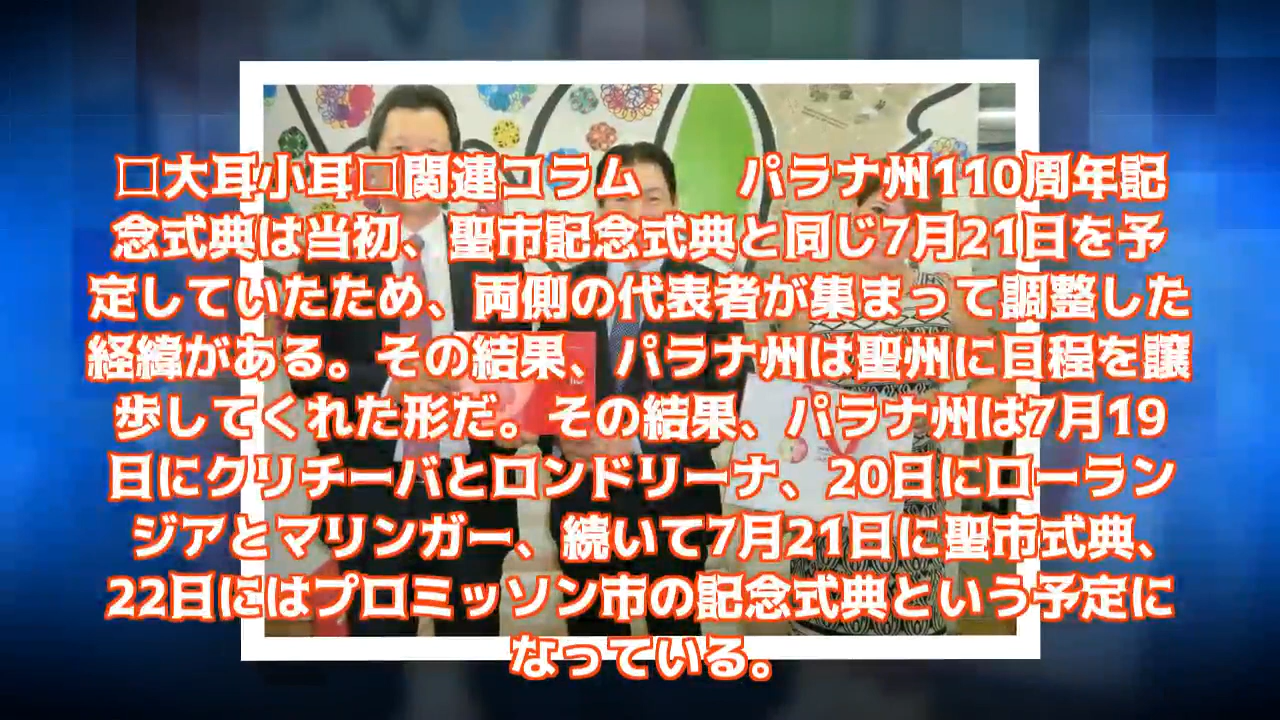 □大耳小耳□関連コラム　　パラナ州110周年記
念式典は当初、聖市記念式典と同じ7月21日を予
定していたため、両側の代表者が集まって調整した
経緯がある。その結果、パラナ州は聖州に日程を譲
歩してくれた形だ。その結果、パラナ州は7月19
日にクリチーバとロンドリーナ、20日にローラン
ジアとマリンガー、続いて7月21日に聖市式典、
22日にはプロミッソン市の記念式典という予定に
なっている。